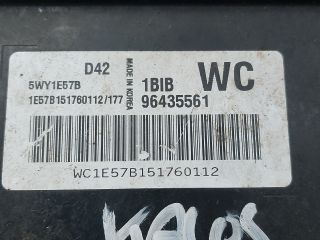 D42
MADE IN KOREA
1BIB
WC
5WY1E57B
1E57B151760112/177
96435561
WC1E57B151760112
KALOS